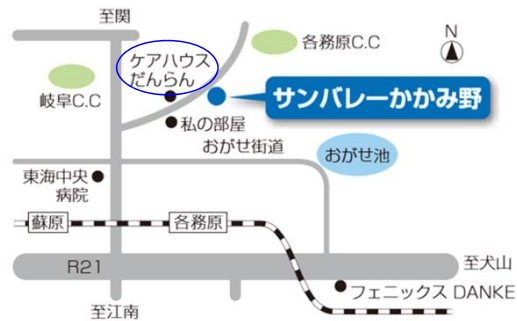 至関
各務原C.C
N
ケアハウス
だんらん
岐阜C.C
サンバレーかかみ野
私の部屋
おがせ街道
おがせ池
東海中央
病院
蘇原
各務原
R21
至犬山
フェニックス DANKE
至江南